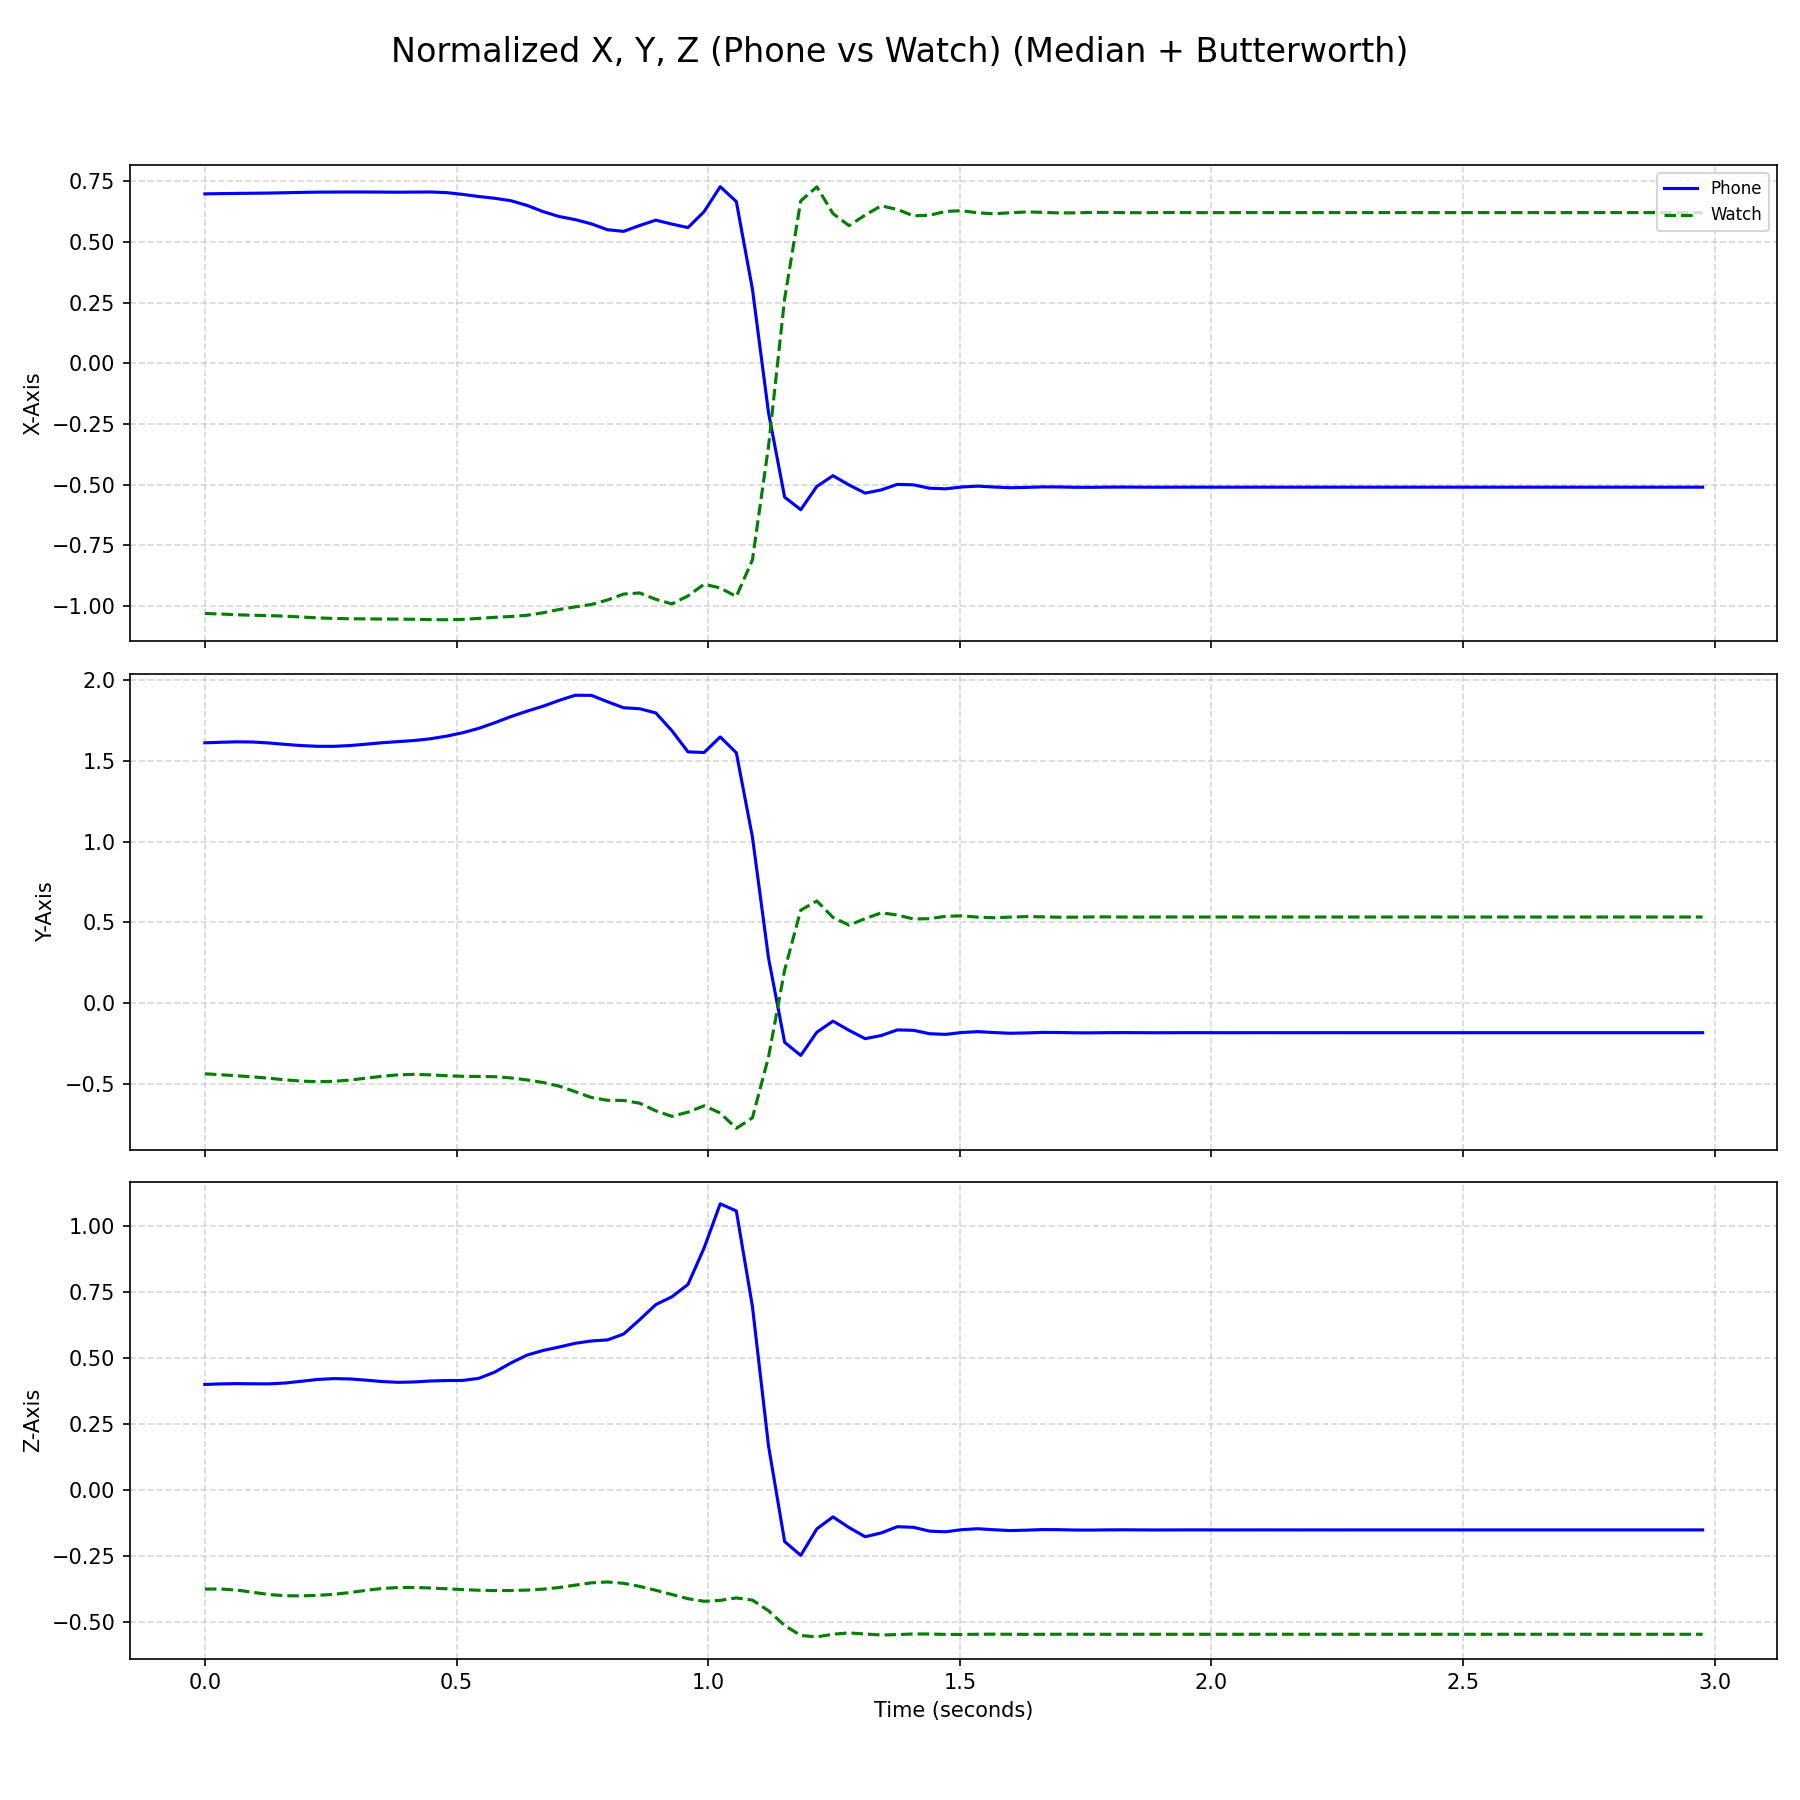 Normalized X, Y, Z (Phone vs Watch) (Median + Butterworth)
0.75
0.50
0.25
0.00
−0.25
−0.50
−0.75
−1.00
X-Axis
Phone
Watch
2.0
1.5
1.0
0.5
0.0
−0.5
Y-Axis
1.00
0.75
0.50
0.25
0.00
−0.25
−0.50
Z-Axis
0.0 0.5 1.0 1.5 2.0 2.5 3.0
Time (seconds)